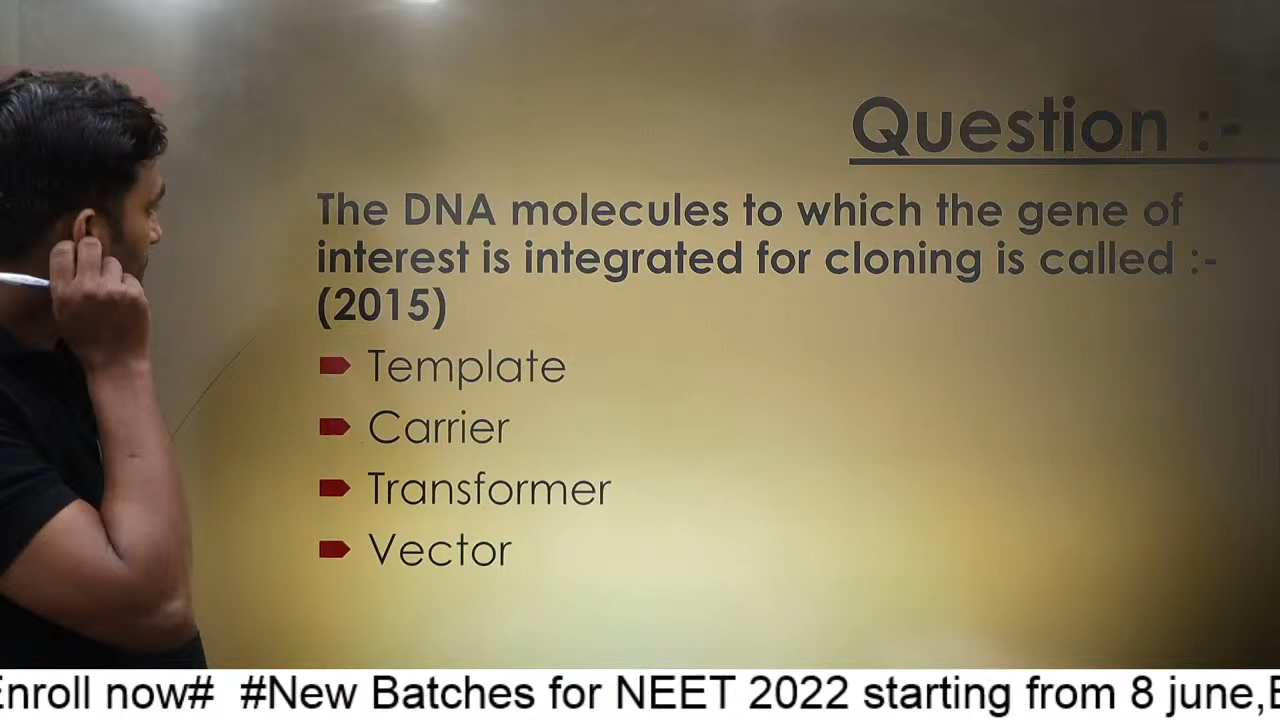 Question :-
The DNA molecules to which the gene of
interest is integrated for cloning is called :-
(2015)
Template
Carrier
Transformer
Vector
Enroll now#  #New Batches for NEET 2022 starting from 8 june,E